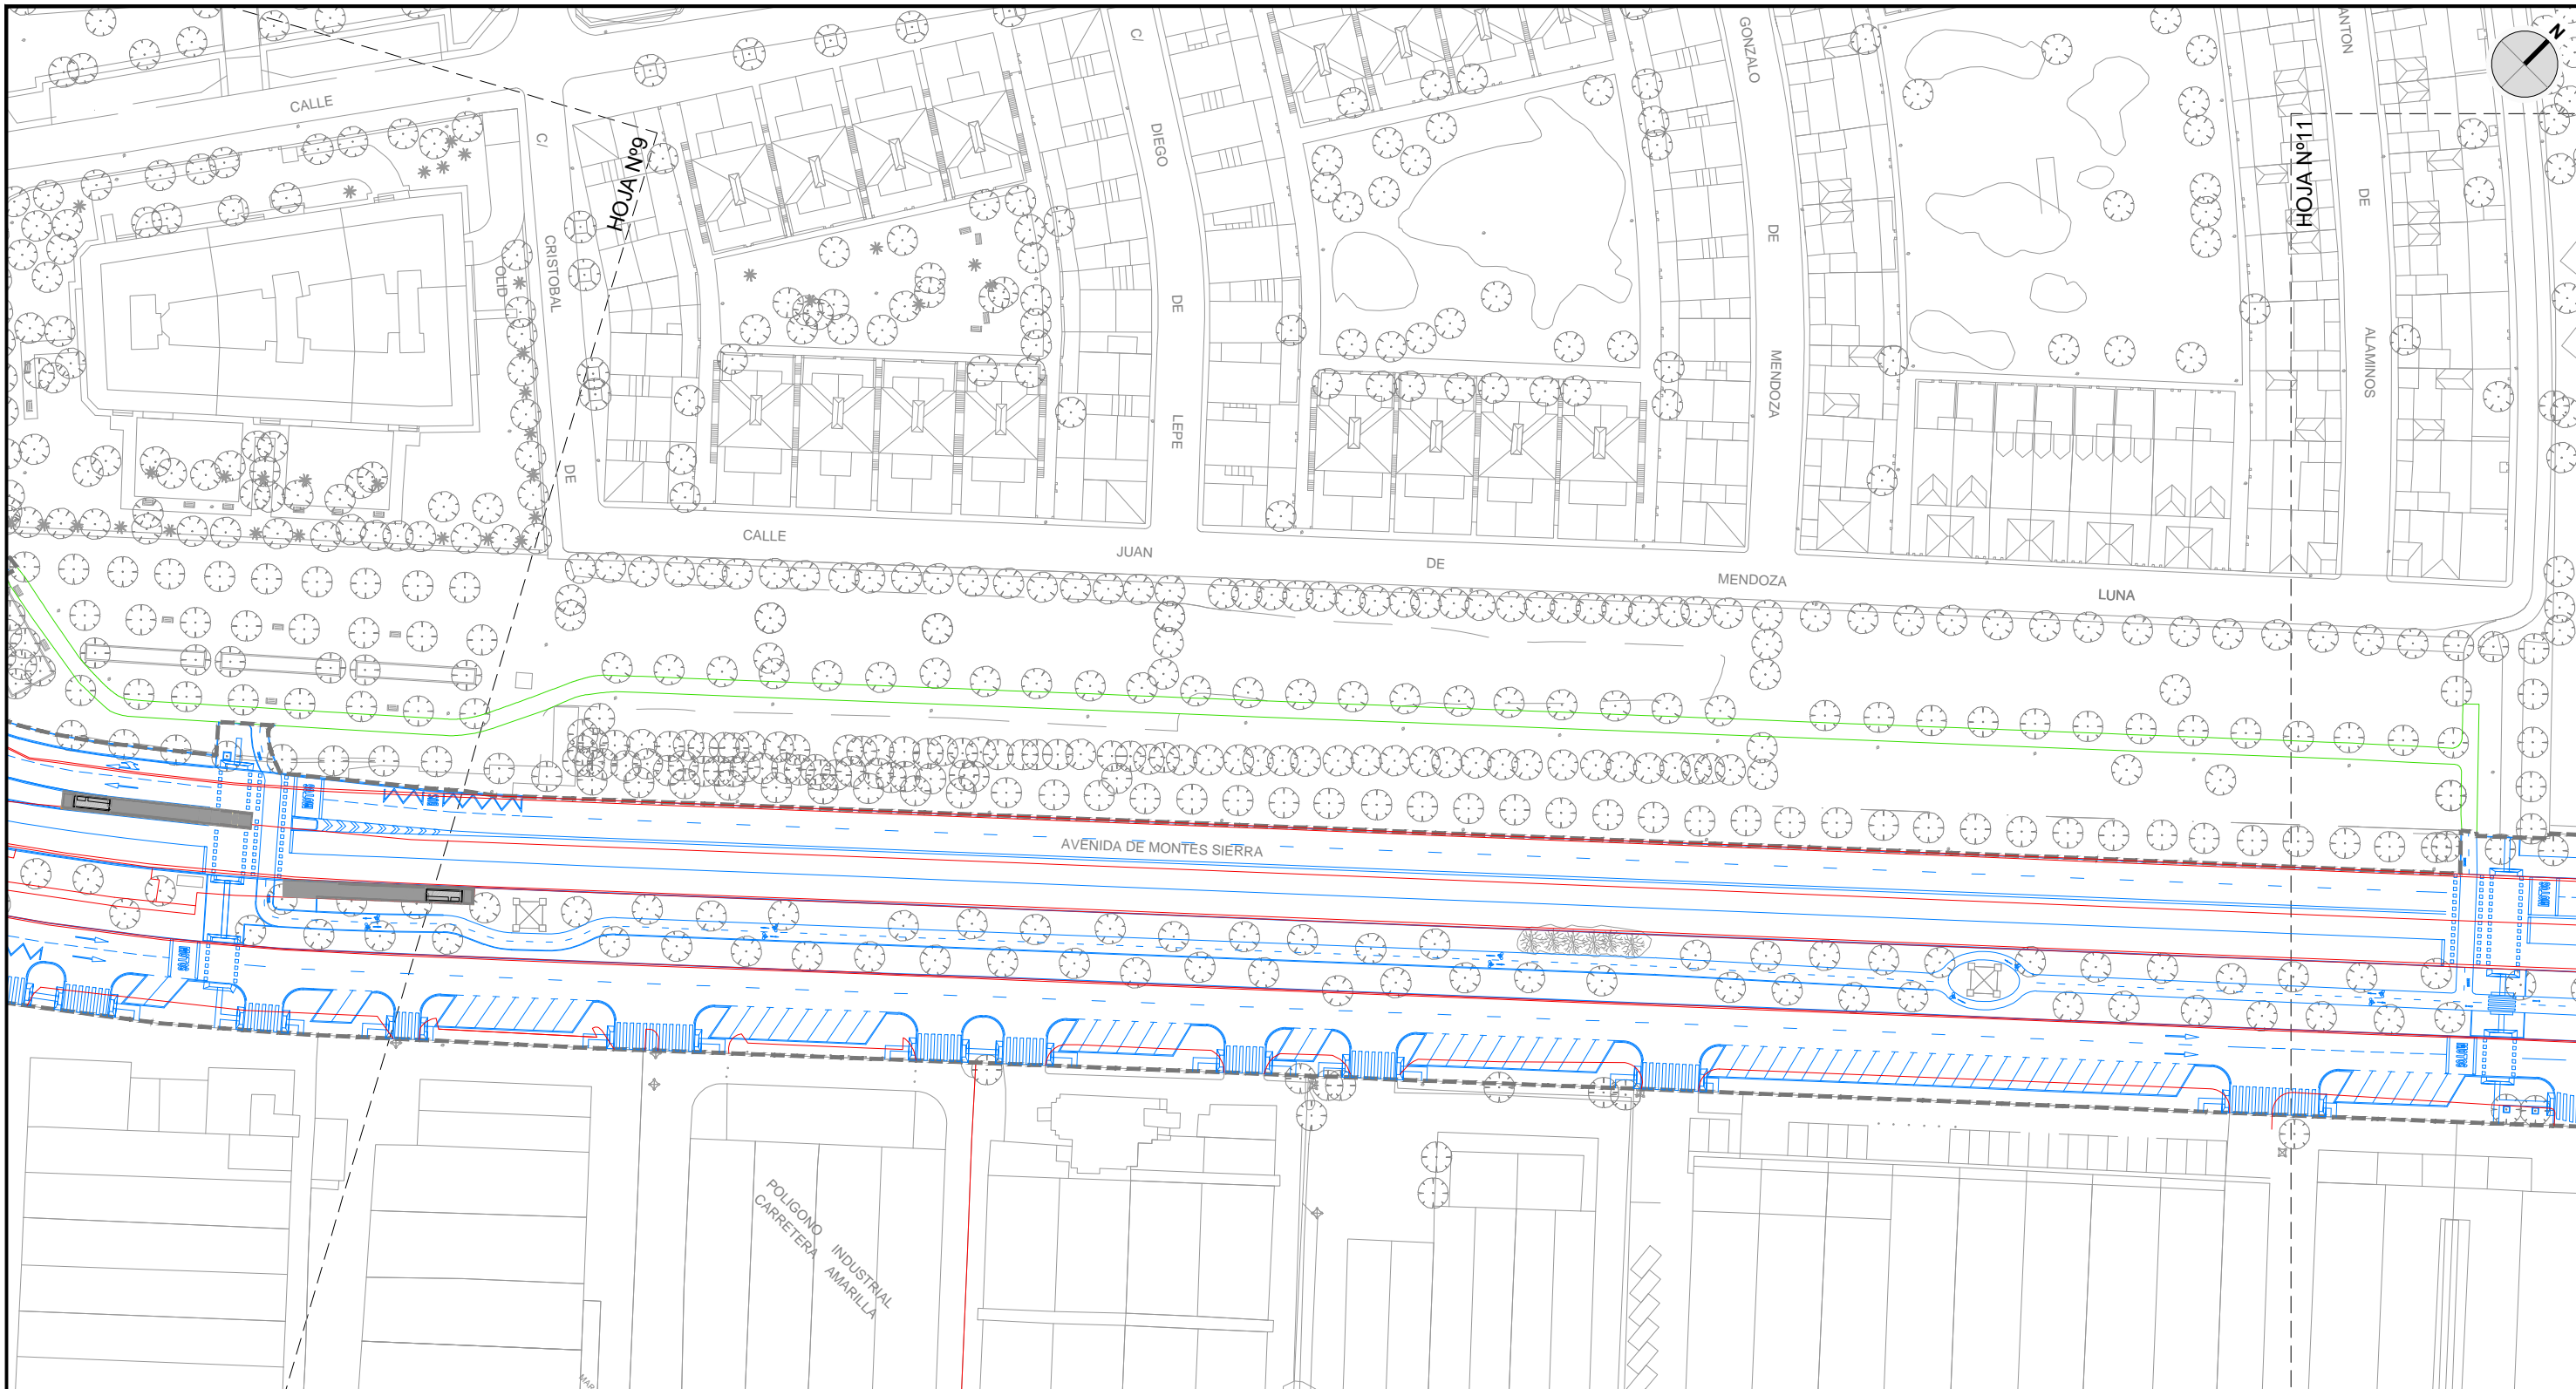 N
CALLE
C/
CRISTOBAL
DE
OLID
HOJA Nº9
C/
DIEGO
DE
LEPE
GONZALO
DE
MENDOZA
ANTON
DE
ALAMINOS
HOJA Nº11
CALLE
JUAN
DE
MENDOZA
LUNA
AVENIDA DE MONTES SIERRA
POLIGONO INDUSTRIAL
CARRETERA AMARILLA